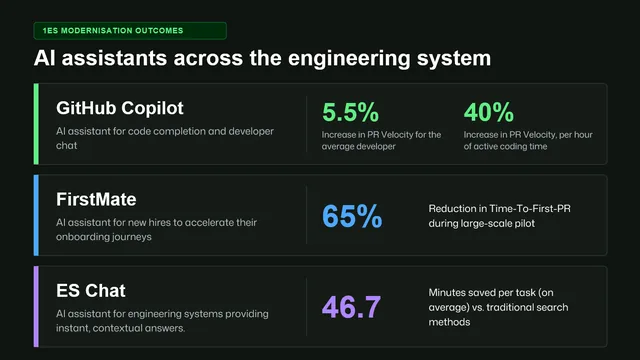 1ES MODERNISATION OUTCOMES
AI assistants across the engineering system
GitHub Copilot
AI assistant for code completion and developer
chat
5.5%
Increase in PR Velocity for the
average developer
40%
Increase in PR Velocity, per hour
of active coding time
FirstMate
AI assistant for new hires to accelerate their
onboarding journeys
65%
Reduction in Time-To-First-PR
during large-scale pilot
ES Chat
AI assistant for engineering systems providing
instant, contextual answers.
46.7
Minutes saved per task (on
average) vs. traditional search
methods